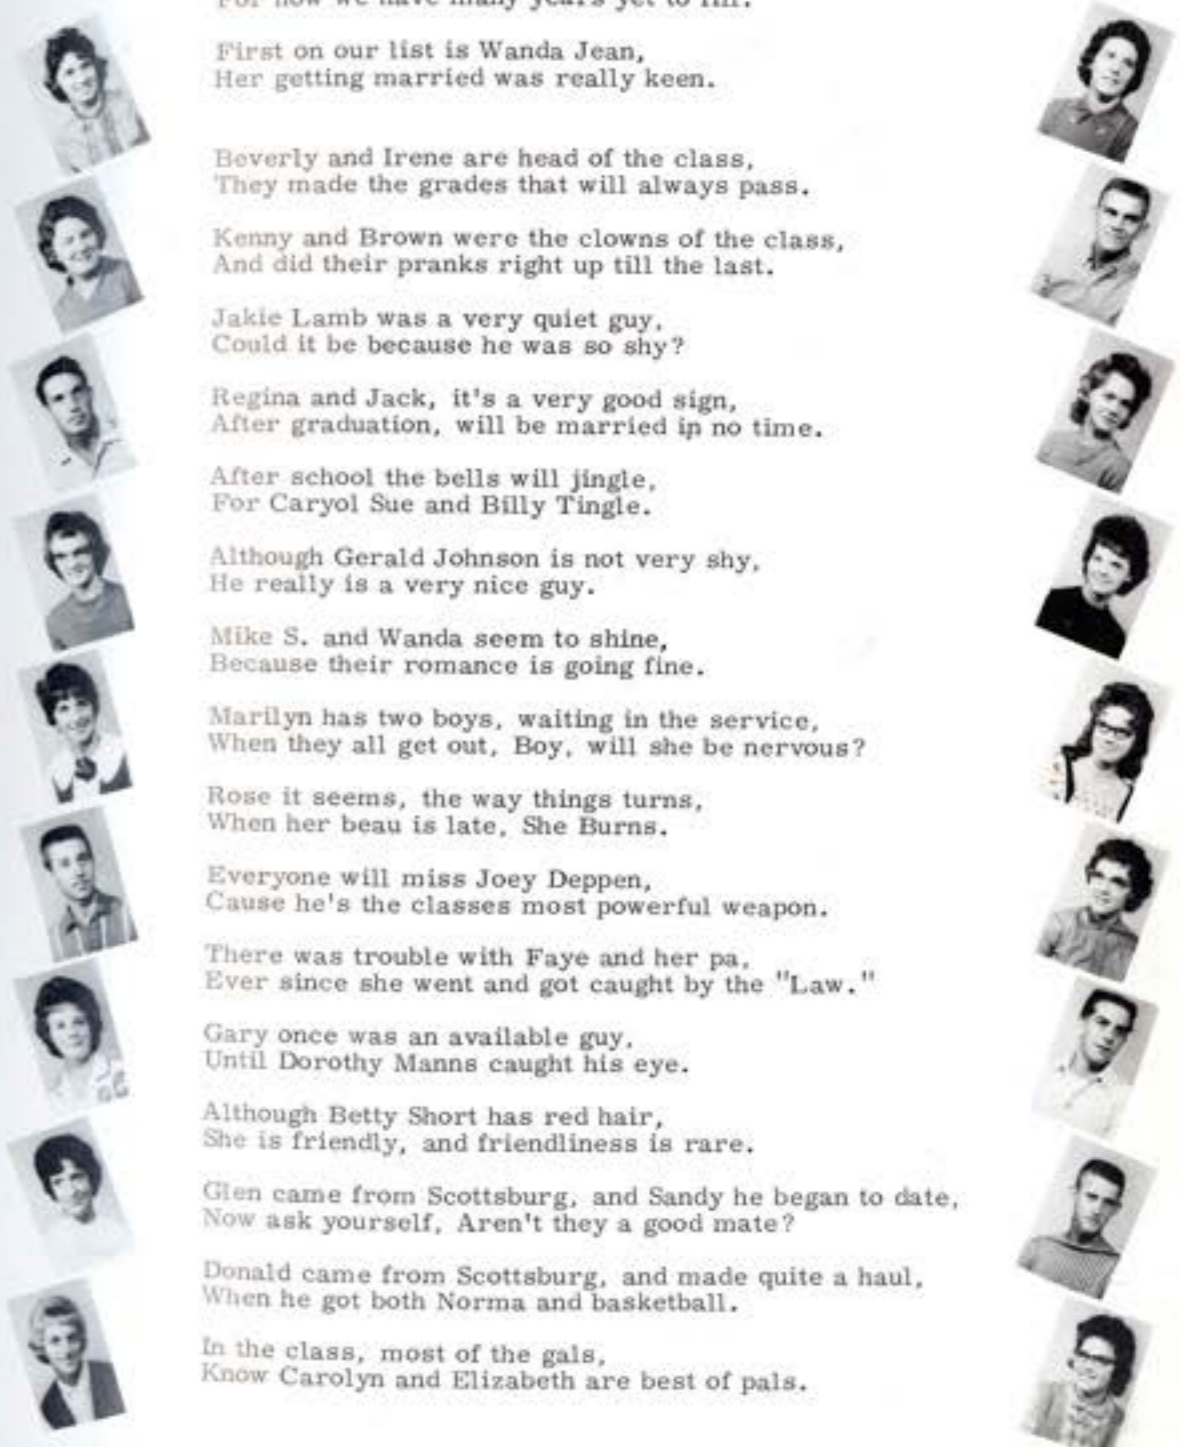 For now we have many years yet to fill.
First on our list is Wanda Jean,
Her getting married was really keen.
Beverly and Irene are head of the class,
They made the grades that will always pass.
Kenny and Brown were the clowns of the class,
And did their pranks right up till the last.
Jakie Lamb was a very quiet guy,
Could it be because he was so shy?
Regina and Jack, it's a very good sign,
After graduation, will be married in no time.
After school the bells will jingle,
For Caryol Sue and Billy Tingle.
Although Gerald Johnson is not very shy,
He really is a very nice guy.
Mike S. and Wanda seem to shine,
Because their romance is going fine.
Marilyn has two boys, waiting in the service,
When they all get out, Boy, will she be nervous?
Rose it seems, the way things turns,
When her beau is late, She Burns.
Everyone will miss Joey Deppen,
Cause he's the classes most powerful weapon.
There was trouble with Faye and her pa,
Ever since she went and got caught by the "Law."
Gary once was an available guy,
Until Dorothy Manns caught his eye.
Although Betty Short has red hair,
She is friendly, and friendliness is rare.
Glen came from Scottsburg, and Sandy he began to date,
Now ask yourself, Aren't they a good mate?
Donald came from Scottsburg, and made quite a haul,
When he got both Norma and basketball.
In the class, most of the gals,
Know Carolyn and Elizabeth are best of pals.